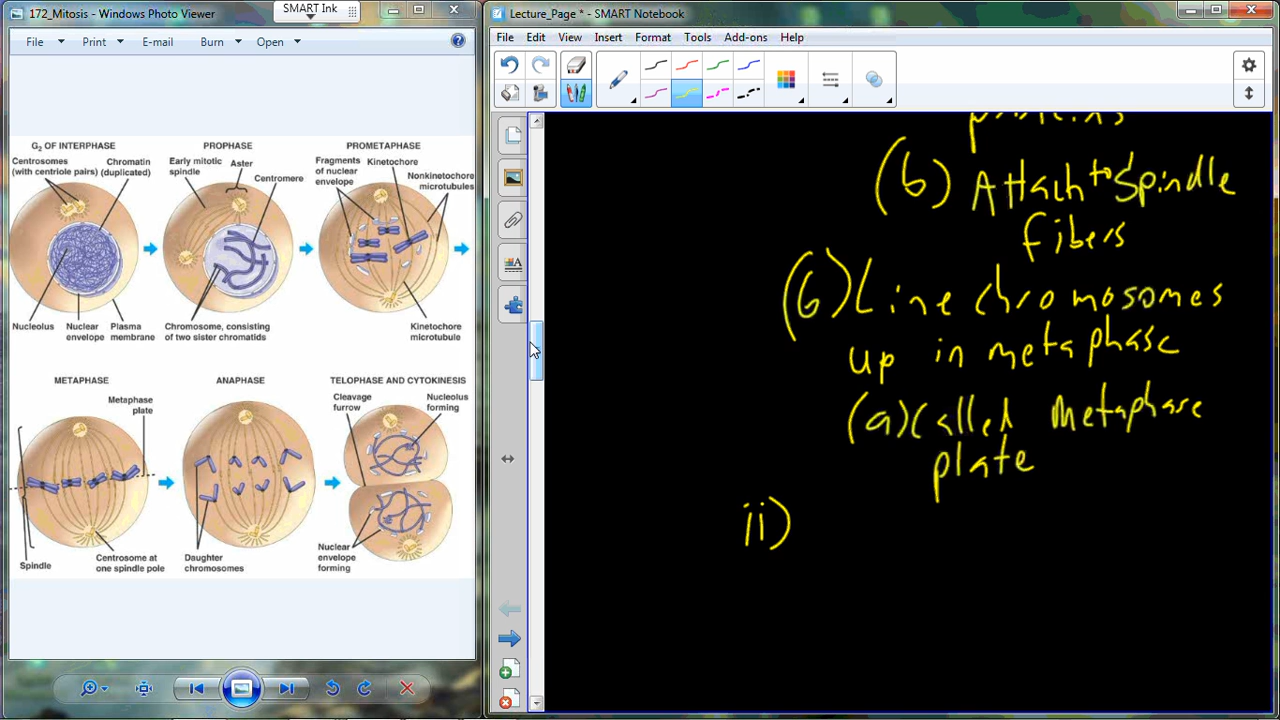 172_Mitosis - Windows Photo Viewer
SMART Ink
File Print E-mail Burn Open
G2 OF INTERPHASE
PROPHASE
PROMETAPHASE
Centrosomes
(with centriole pairs)
Chromatin
(duplicated)
Early mitotic
spindle
Aster
Centromere
Fragments
of nuclear
envelope
Kinetochore
Nonkinetochore
microtubules
Nucleolus
Nuclear
envelope
Plasma
membrane
Chromosome, consisting
of two sister chromatids
Kinetochore
microtubule
METAPHASE
ANAPHASE
TELOPHASE AND CYTOKINESIS
Metaphase
plate
Cleavage
furrow
Nucleolus
forming
Spindle
Centrosome at
one spindle pole
Daughter
chromosomes
Nuclear
envelope
forming
Lecture_Page * - SMART Notebook
File Edit View Insert Format Tools Add-ons Help
proteins
(b) Attach to Spindle
fibers
(6) Line chromosomes
up in metaphase
(a) Called Metaphase
plate
ii)